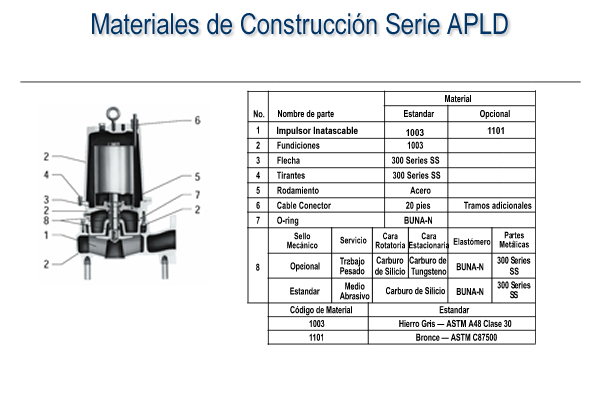 Materiales de Construcción Serie APLD
6
2
4
5
3
7
2
2
8
1
2
Material
No. Nombre de parte Estandar Opcional
1 Impulsor Inatascable 1003 1101
2 Fundiciones 1003
3 Flecha 300 Series SS
4 Tirantes 300 Series SS
5 Rodamiento Acero
6 Cable Conector 20 pies Tramos adicionales
7 O-ring BUNA-N
8
Sello Mecánico Servicio Cara Rotatoria Cara Estacionaria Elastómero Partes Metálicas
Opeional Trabajo Pesado Carburo de Silicio Carburo de Tungsteno BUNA-N 300 Series SS
Estandar Medio Abrasivo Carburo de Silicio BUNA-N 300 Series SS
Código de Material Estandar
1003 Hierro Gris — ASTM A48 Clase 30
1101 Bronce — ASTM C87500